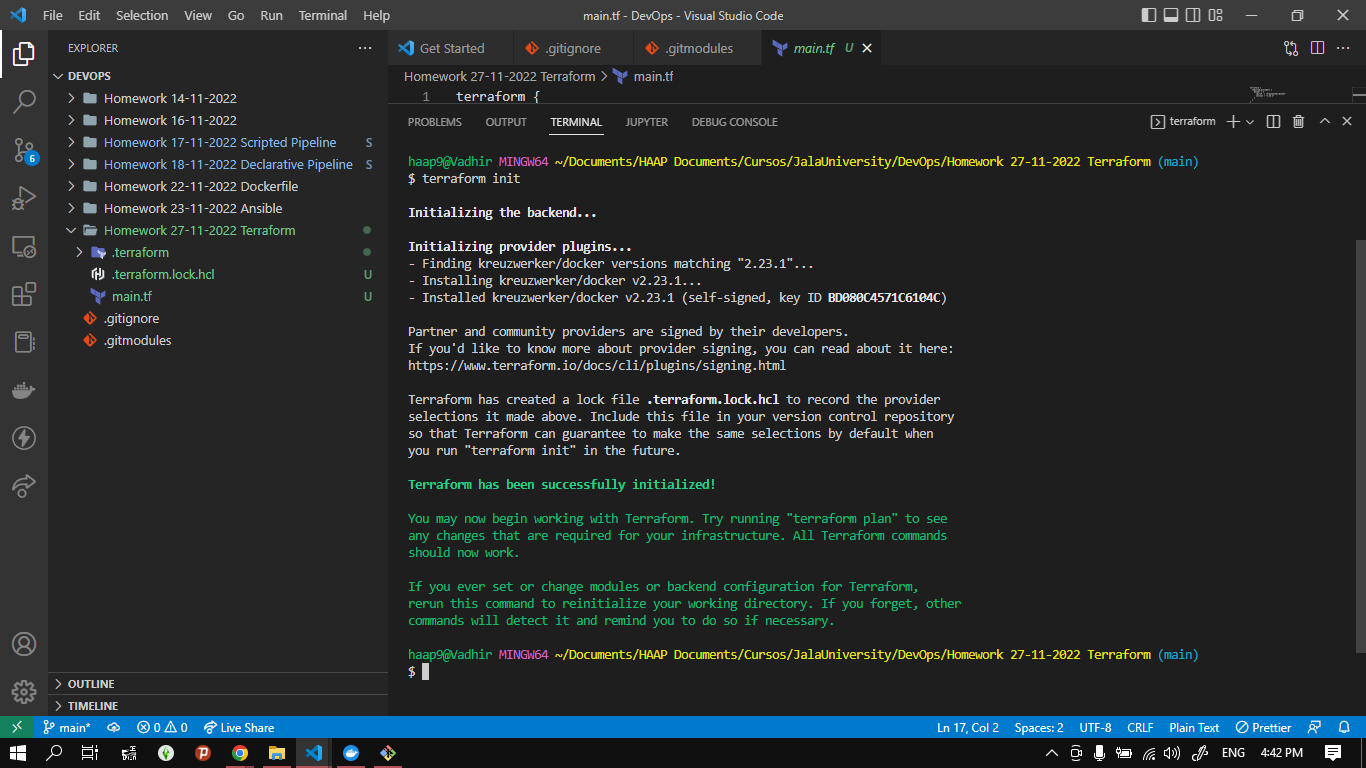 File Edit Selection View Go Run Terminal Help
main.tf - DevOps - Visual Studio Code
EXPLORER
DEVOPS
Homework 14-11-2022
Homework 16-11-2022
Homework 17-11-2022 Scripted Pipeline S
Homework 18-11-2022 Declarative Pipeline S
Homework 22-11-2022 Dockerfile
Homework 23-11-2022 Ansible
Homework 27-11-2022 Terraform
.terraform
.terraform.lock.hcl U
main.tf U
.gitignore
.gitmodules
6
OUTLINE
TIMELINE
Get Started .gitignore .gitmodules main.tf U
Homework 27-11-2022 Terraform > main.tf
1 terraform {
PROBLEMS OUTPUT TERMINAL JUPYTER DEBUG CONSOLE terraform
haap9@Vadhir MINGW64 ~/Documents/HAAP Documents/Cursos/JalaUniversity/DevOps/Homework 27-11-2022 Terraform (main)
$ terraform init
Initializing the backend...
Initializing provider plugins...
- Finding kreuzwerker/docker versions matching "2.23.1"...
- Installing kreuzwerker/docker v2.23.1...
- Installed kreuzwerker/docker v2.23.1 (self-signed, key ID BD080C4571C6104C)
Partner and community providers are signed by their developers.
If you'd like to know more about provider signing, you can read about it here:
https://www.terraform.io/docs/cli/plugins/signing.html
Terraform has created a lock file .terraform.lock.hcl to record the provider
selections it made above. Include this file in your version control repository
so that Terraform can guarantee to make the same selections by default when
you run "terraform init" in the future.
Terraform has been successfully initialized!
You may now begin working with Terraform. Try running "terraform plan" to see
any changes that are required for your infrastructure. All Terraform commands
should now work.
If you ever set or change modules or backend configuration for Terraform,
rerun this command to reinitialize your working directory. If you forget, other
commands will detect it and remind you to do so if necessary.
haap9@Vadhir MINGW64 ~/Documents/HAAP Documents/Cursos/JalaUniversity/DevOps/Homework 27-11-2022 Terraform (main)
$
main* 0 0 Live Share Ln 17, Col 2 Spaces: 2 UTF-8 CRLF Plain Text Prettier
ENG 4:42 PM